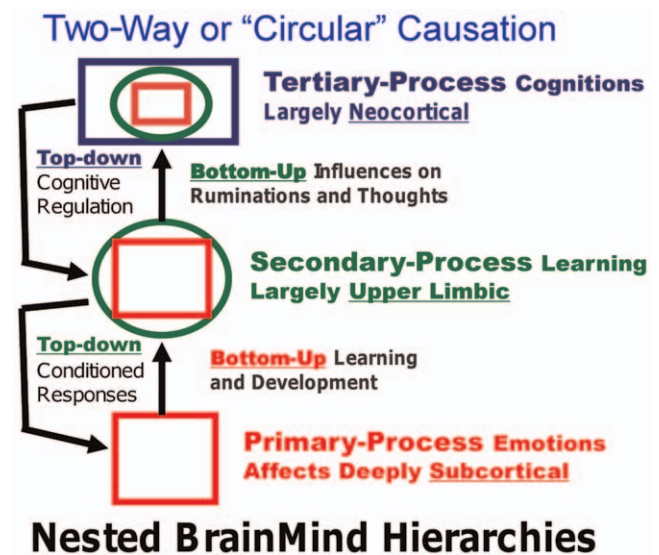 Two-Way or “Circular” Causation
Tertiary-Process Cognitions
Largely Neocortical
Top-down
Cognitive
Regulation
Bottom-Up Influences on
Ruminations and Thoughts
Secondary-Process Learning
Largely Upper Limbic
Top-down
Conditioned
Responses
Bottom-Up Learning
and Development
Primary-Process Emotions
Affects Deeply Subcortical
Nested BrainMind Hierarchies